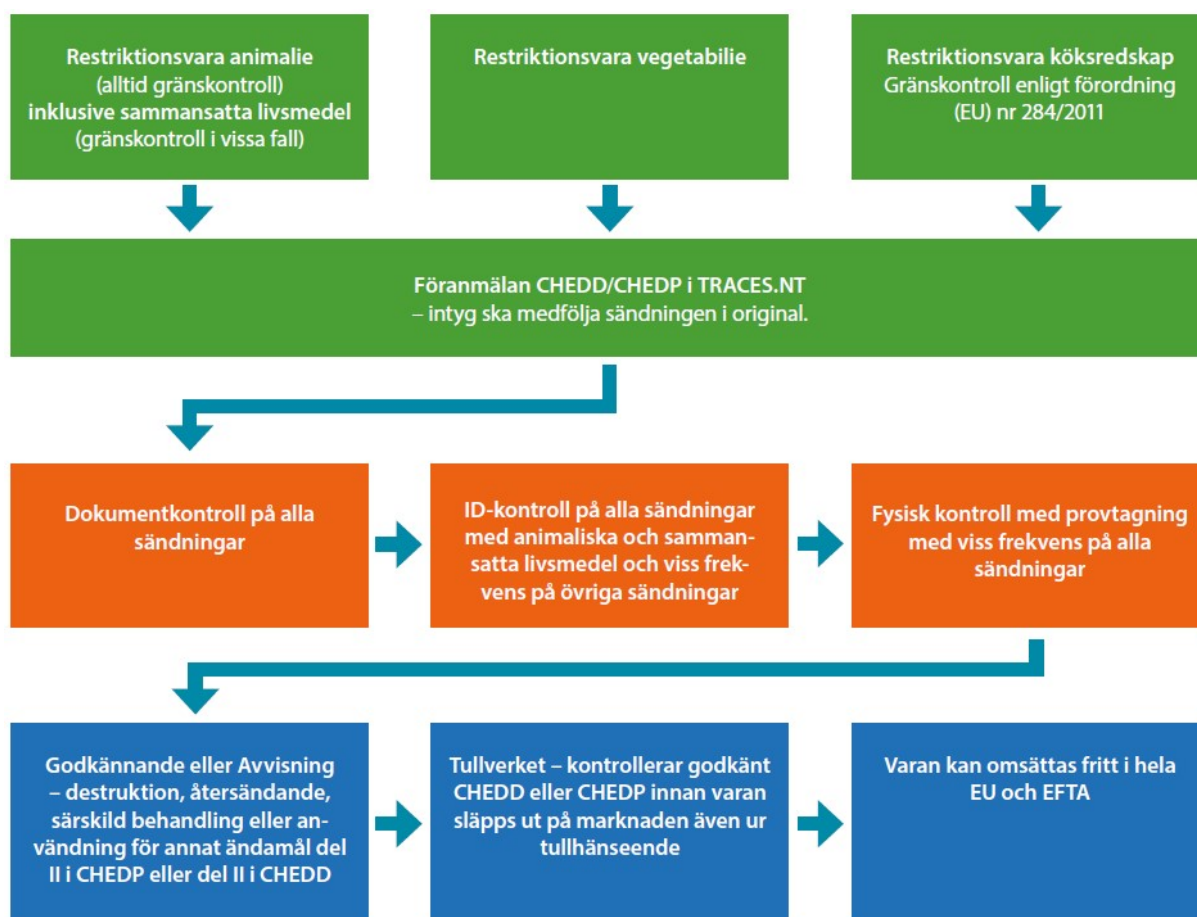 Restriktionsvara animalie
(alltid gränskontroll)
inklusive sammansatta livsmedel
(gränskontroll i vissa fall)
Restriktionsvara vegetabilie
Restriktionsvara köksredskap
Gränskontroll enligt förordning
(EU) nr 284/2011
Föranmälan CHEDD/CHEDP i TRACES.NT
– intyg ska medfölja sändningen i original.
Dokumentkontroll på alla
sändningar
ID-kontroll på alla sändningar
med animaliska och samman-
satta livsmedel och viss frek-
vens på övriga sändningar
Fysisk kontroll med provtagning
med viss frekvens på alla
sändningar
Godkännande eller Avvisning
– destruktion, återsändande,
särskild behandling eller an-
vändning för annat ändamål del
II i CHEDP eller del II i CHEDD
Tullverket – kontrollerar godkänt
CHEDD eller CHEDP innan varan
släpps ut på marknaden även ur
tullhänseende
Varan kan omsättas fritt i hela
EU och EFTA